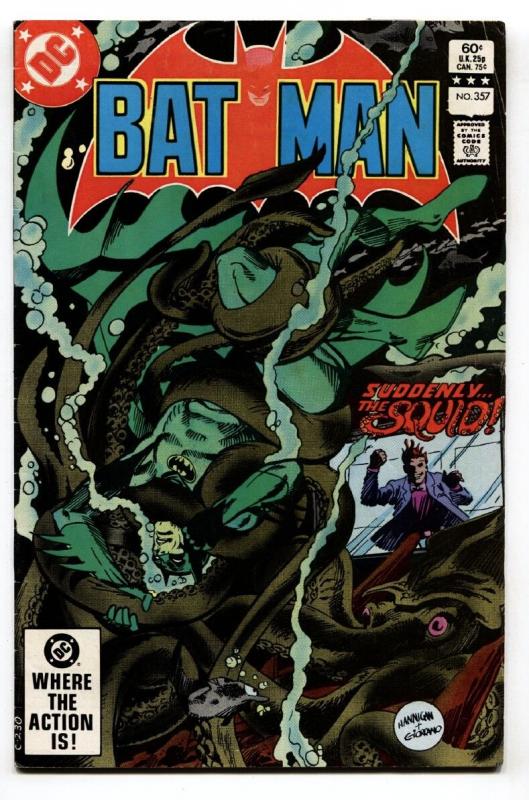 DC
60¢
U.K. 25p
CAN. 75¢
NO. 357
APPROVED
BY THE
COMICS
CODE
AUTHORITY
BATMAN
SUDDENLY...
THE SQUID!
DC
WHERE
THE
ACTION
IS!
HANNIGAN
+
GIORDANO
C-230